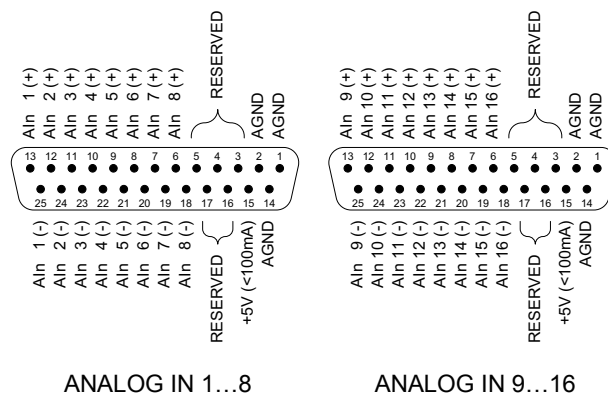 AIn 1 (+)
AIn 2 (+)
AIn 3 (+)
AIn 4 (+)
AIn 5 (+)
AIn 6 (+)
AIn 7 (+)
AIn 8 (+)
RESERVED
AGND
AGND
13 12 11 10 9 8 7 6 5 4 3 2 1
25 24 23 22 21 20 19 18 17 16 15 14
AIn 1 (-)
AIn 2 (-)
AIn 3 (-)
AIn 4 (-)
AIn 5 (-)
AIn 6 (-)
AIn 7 (-)
AIn 8 (-)
RESERVED
+5V (<100mA)
AGND
ANALOG IN 1…8
AIn 9 (+)
AIn 10 (+)
AIn 11 (+)
AIn 12 (+)
AIn 13 (+)
AIn 14 (+)
AIn 15 (+)
AIn 16 (+)
RESERVED
AGND
AGND
13 12 11 10 9 8 7 6 5 4 3 2 1
25 24 23 22 21 20 19 18 17 16 15 14
AIn 9 (-)
AIn 10 (-)
AIn 11 (-)
AIn 12 (-)
AIn 13 (-)
AIn 14 (-)
AIn 15 (-)
AIn 16 (-)
RESERVED
+5V (<100mA)
AGND
ANALOG IN 9…16